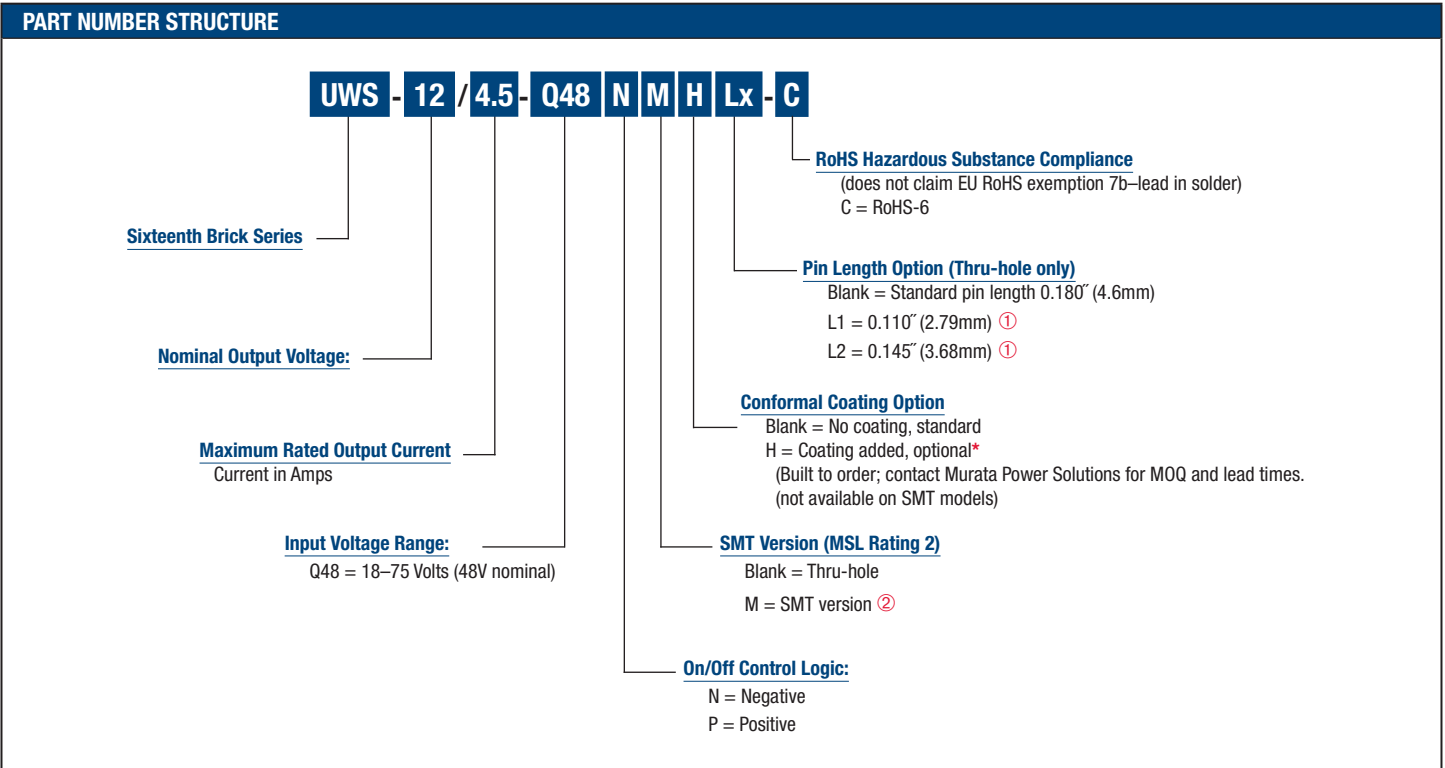 PART NUMBER STRUCTURE
UWS - 12 / 4.5 - Q48 N M H Lx - C
RoHS Hazardous Substance Compliance
(does not claim EU RoHS exemption 7b–lead in solder)
C = RoHS-6
Sixteenth Brick Series
Pin Length Option (Thru-hole only)
Blank = Standard pin length 0.180˝ (4.6mm)
L1 = 0.110˝ (2.79mm) ①
L2 = 0.145˝ (3.68mm) ①
Nominal Output Voltage:
Conformal Coating Option
Blank = No coating, standard
H = Coating added, optional*
(Built to order; contact Murata Power Solutions for MOQ and lead times.
(not available on SMT models)
Maximum Rated Output Current
Current in Amps
Input Voltage Range:
Q48 = 18–75 Volts (48V nominal)
SMT Version (MSL Rating 2)
Blank = Thru-hole
M = SMT version ②
On/Off Control Logic:
N = Negative
P = Positive